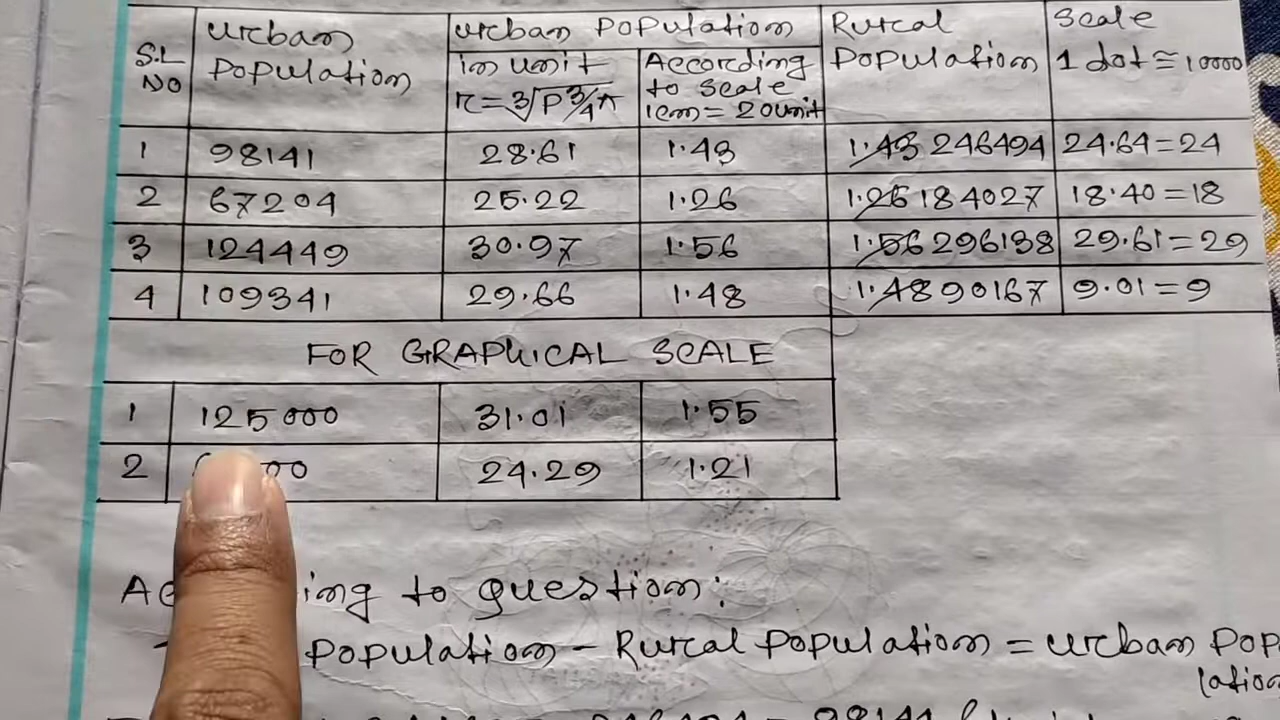 S.L NO | Urban Population | Urban Population | Rural Population | Scale 1 dot ≅ 10000
in unit r = ∛P¾π | According to scale 1cm = 20unit
1 | 98141 | 28.61 | 1.43 | 1.43 246494 | 24.64 = 24
2 | 67204 | 25.22 | 1.26 | 1.26 184027 | 18.40 = 18
3 | 124449 | 30.97 | 1.56 | 1.56 296138 | 29.61 = 29
4 | 109341 | 29.66 | 1.48 | 1.48 90167 | 9.01 = 9
FOR GRAPHICAL SCALE
1 | 125000 | 31.01 | 1.55
2 | 24.29 | 1.21
to question:
Population - Rural Population = Urban Pop
lation